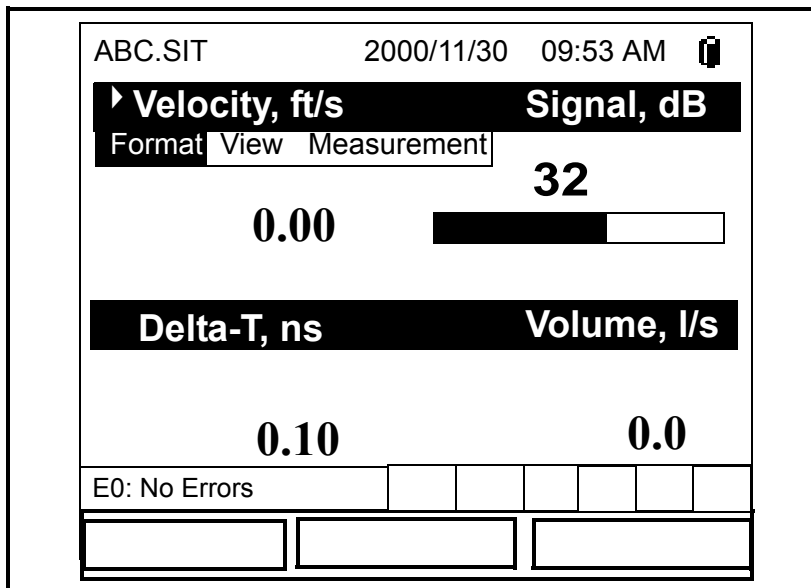 ABC.SIT 2000/11/30 09:53 AM
Velocity, ft/s Signal, dB
Format View Measurement
32
0.00
Delta-T, ns Volume, l/s
0.10 0.0
E0: No Errors